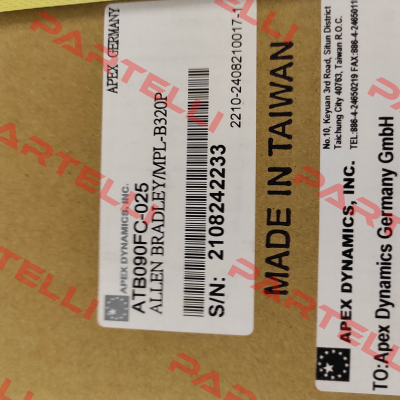 APEX DYNAMICS, INC.
ATB090FC-025
ALLEN BRADLEY/MPL-B320P
S/N: 2108242233
APEX GERMANY
2210-2408210017-
MADE IN TAIWAN
APEX DYNAMICS, INC.
No.10, Keyuan 3rd Road, Situn District
Taichung City 40763, Taiwan R.O.C.
TEL:886-4-24650219 FAX:886-4-2465011
TO:Apex Dynamics Germany GmbH
PARTELLI
PARTELLI
PARTELLI